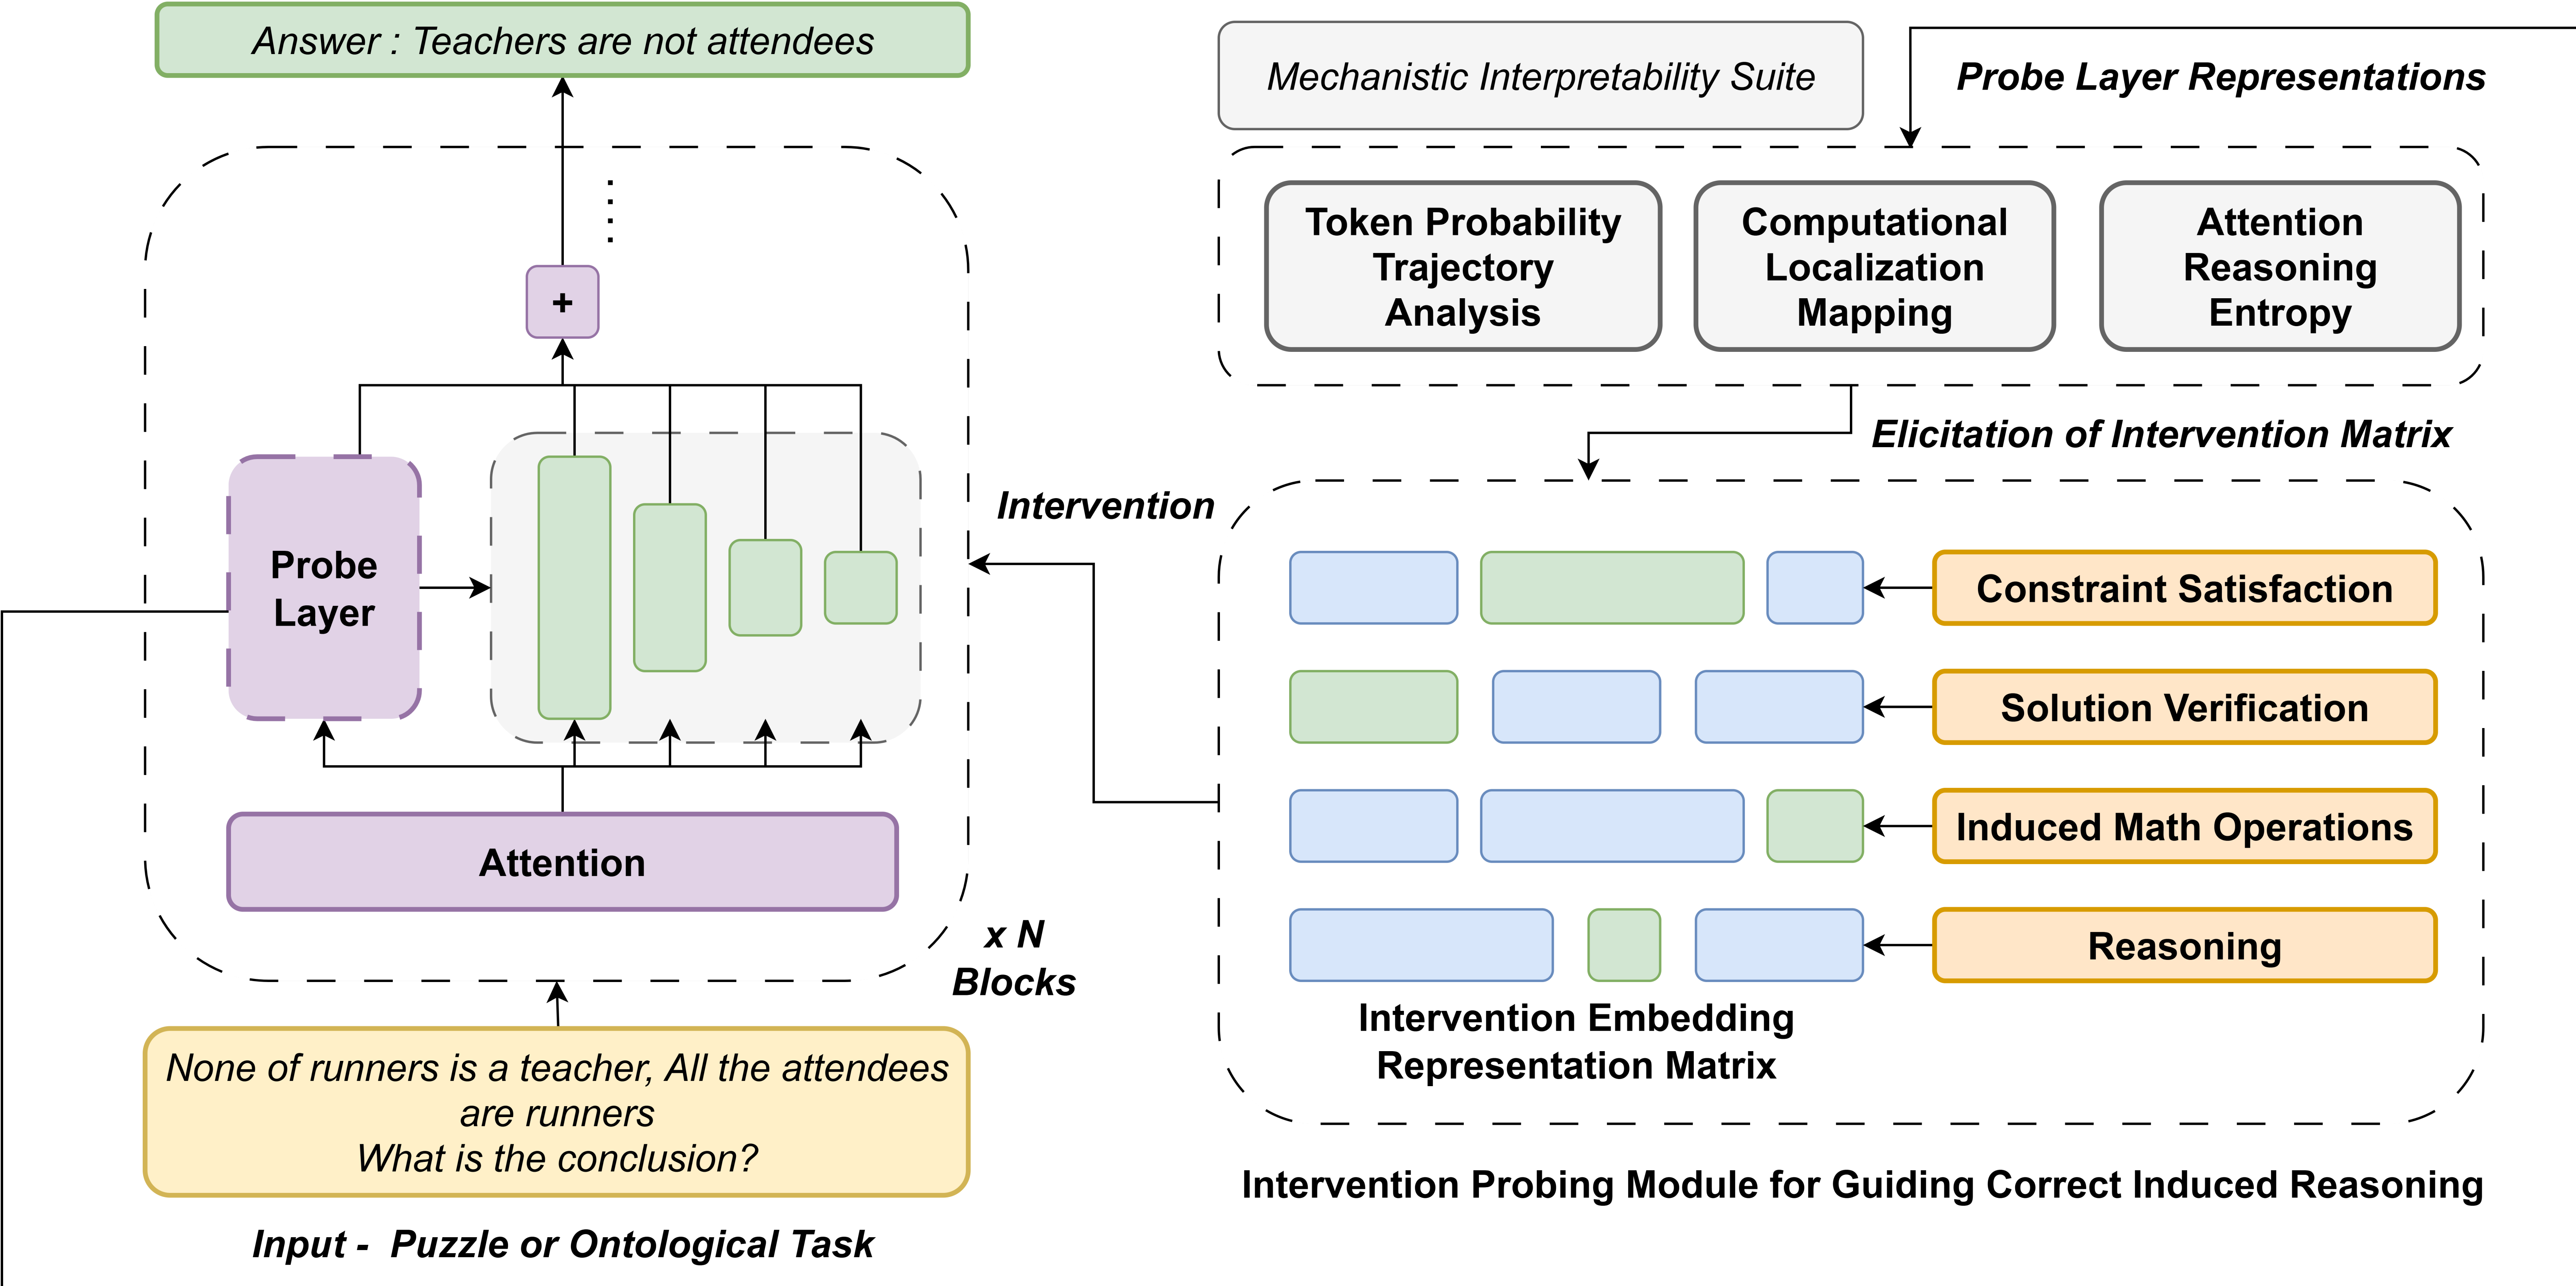 Answer : Teachers are not attendees
+
Probe
Layer
Attention
x N
Blocks
None of runners is a teacher, All the attendees
are runners
What is the conclusion?
Input - Puzzle or Ontological Task
Intervention
Mechanistic Interpretability Suite
Probe Layer Representations
Token Probability
Trajectory
Analysis
Computational
Localization
Mapping
Attention
Reasoning
Entropy
Elicitation of Intervention Matrix
Constraint Satisfaction
Solution Verification
Induced Math Operations
Reasoning
Intervention Embedding
Representation Matrix
Intervention Probing Module for Guiding Correct Induced Reasoning